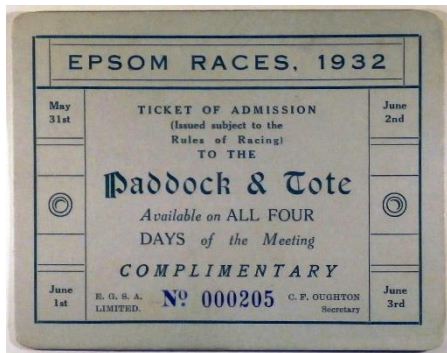 EPSOM RACES, 1932
May
31st
June
2nd
TICKET OF ADMISSION
(Issued subject to the
Rules of Racing)
TO THE
Paddock & Tote
Available on ALL FOUR
DAYS of the Meeting
COMPLIMENTARY
June
1st
E. G. S. A.
LIMITED.
Nº 000205
C. F. OUGHTON
Secretary
June
3rd